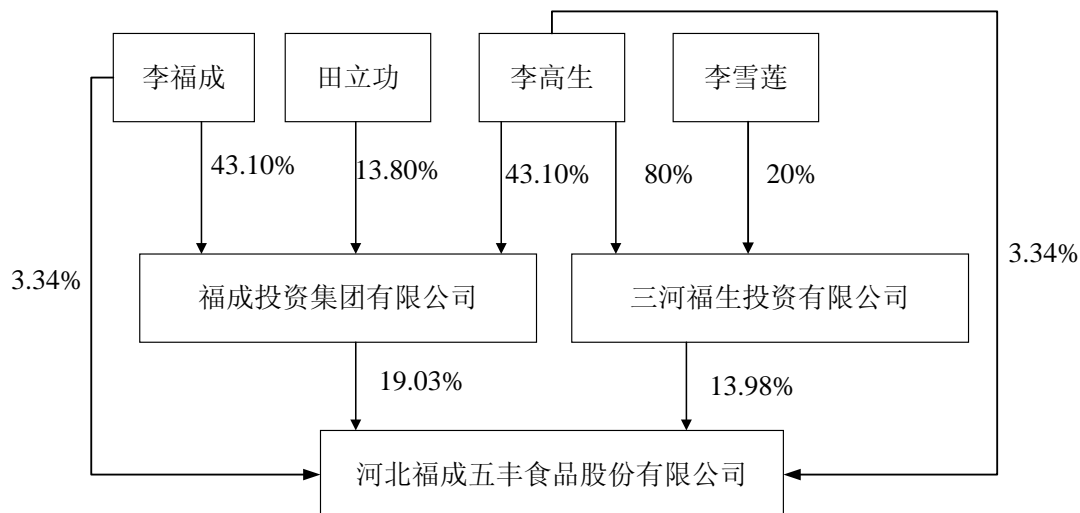 李福成
田立功
李高生
李雪莲
43.10%
13.80%
43.10%
80%
20%
3.34%
福成投资集团有限公司
三河福生投资有限公司
3.34%
19.03%
13.98%
河北福成五丰食品股份有限公司